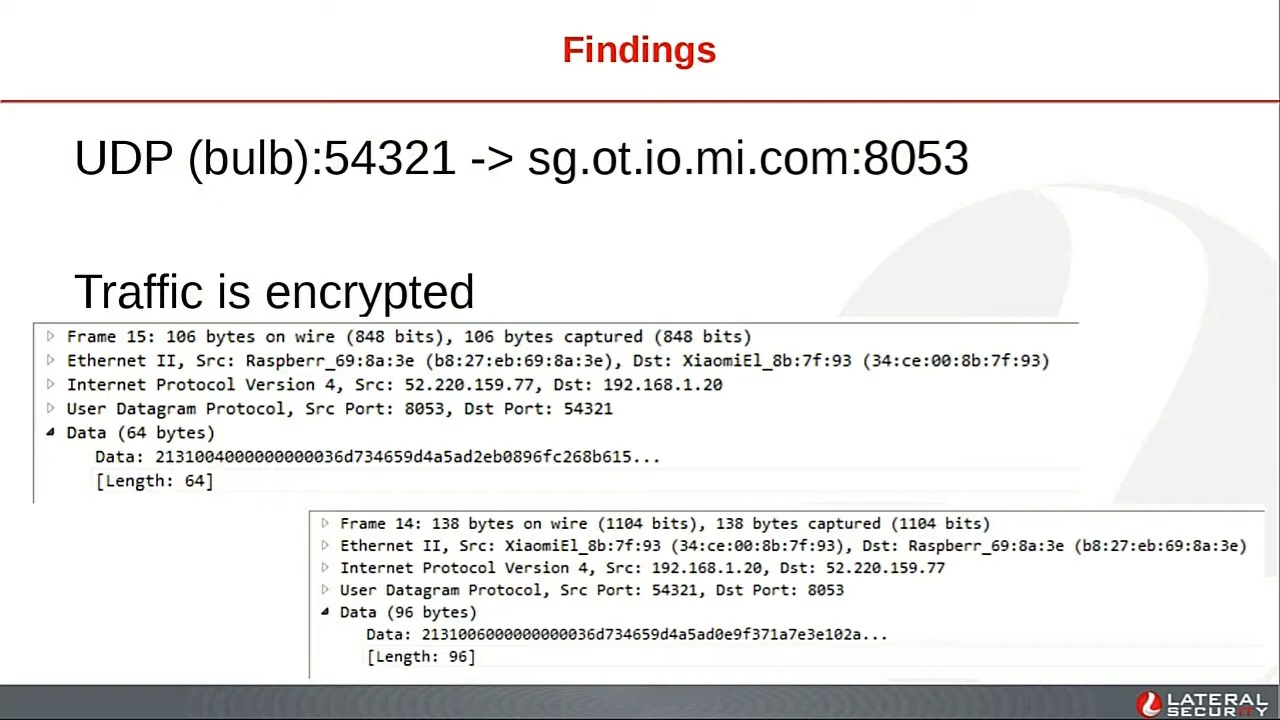 Findings
UDP (bulb):54321 -> sg.ot.io.mi.com:8053
Traffic is encrypted
Frame 15: 106 bytes on wire (848 bits), 106 bytes captured (848 bits)
Ethernet II, Src: Raspberr_69:8a:3e (b8:27:eb:69:8a:3e), Dst: XiaomiEl_8b:7f:93 (34:ce:00:8b:7f:93)
Internet Protocol Version 4, Src: 52.220.159.77, Dst: 192.168.1.20
User Datagram Protocol, Src Port: 8053, Dst Port: 54321
Data (64 bytes)
Data: 2131004000000000036d734659d4a5ad2eb0896fc268b615...
[Length: 64]
Frame 14: 138 bytes on wire (1104 bits), 138 bytes captured (1104 bits)
Ethernet II, Src: XiaomiEl_8b:7f:93 (34:ce:00:8b:7f:93), Dst: Raspberr_69:8a:3e (b8:27:eb:69:8a:3e)
Internet Protocol Version 4, Src: 192.168.1.20, Dst: 52.220.159.77
User Datagram Protocol, Src Port: 54321, Dst Port: 8053
Data (96 bytes)
Data: 2131006000000000036d734659d4a5ad0e9f371a7e3e102a...
[Length: 96]
LATERAL
SECURITY